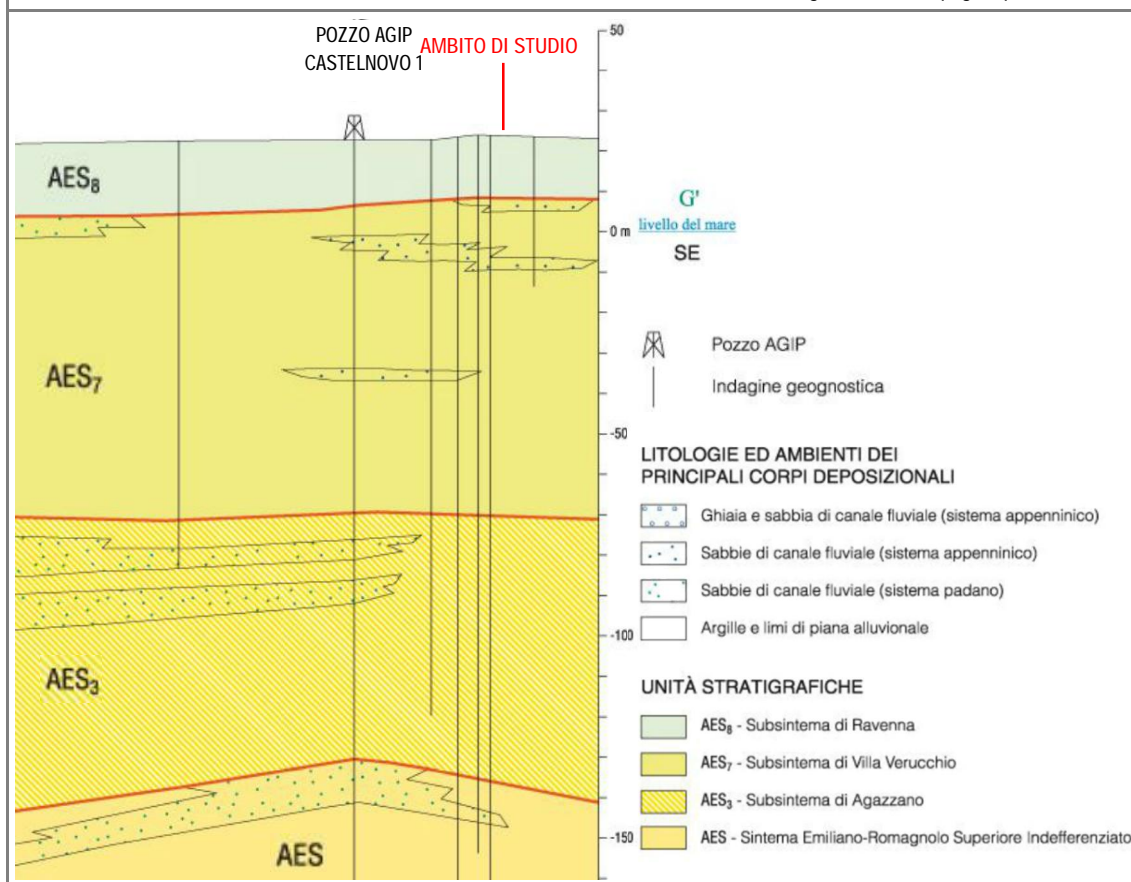 POZZO AGIP
CASTELNOVO 1
AMBITO DI STUDIO
50
AES8
G'
livello del mare
0 m
SE
Pozzo AGIP
AES7
Indagine geognostica
-50
LITOLOGIE ED AMBIENTI DEI
PRINCIPALI CORPI DEPOSIZIONALI
Ghiaia e sabbia di canale fluviale (sistema appenninico)
Sabbie di canale fluviale (sistema appenninico)
Sabbie di canale fluviale (sistema padano)
Argille e limi di piana alluvionale
-100
AES3
UNITÀ STRATIGRAFICHE
AES8 - Subsintema di Ravenna
AES7 - Subsintema di Villa Verucchio
AES3 - Subsintema di Agazzano
AES - Sintema Emiliano-Romagnolo Superiore Indefferenziato
-150
AES